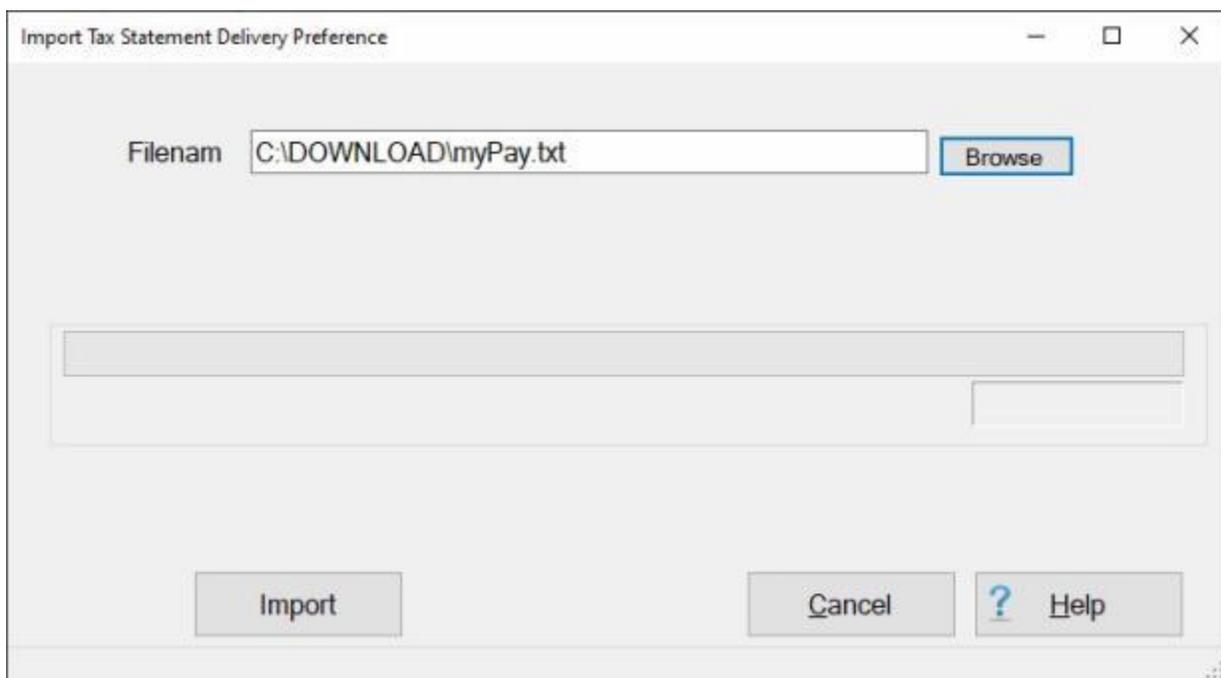 Import Tax Statement Delivery Preference
Filenam C:\DOWNLOAD\myPay.txt Browse
Import Cancel ? Help